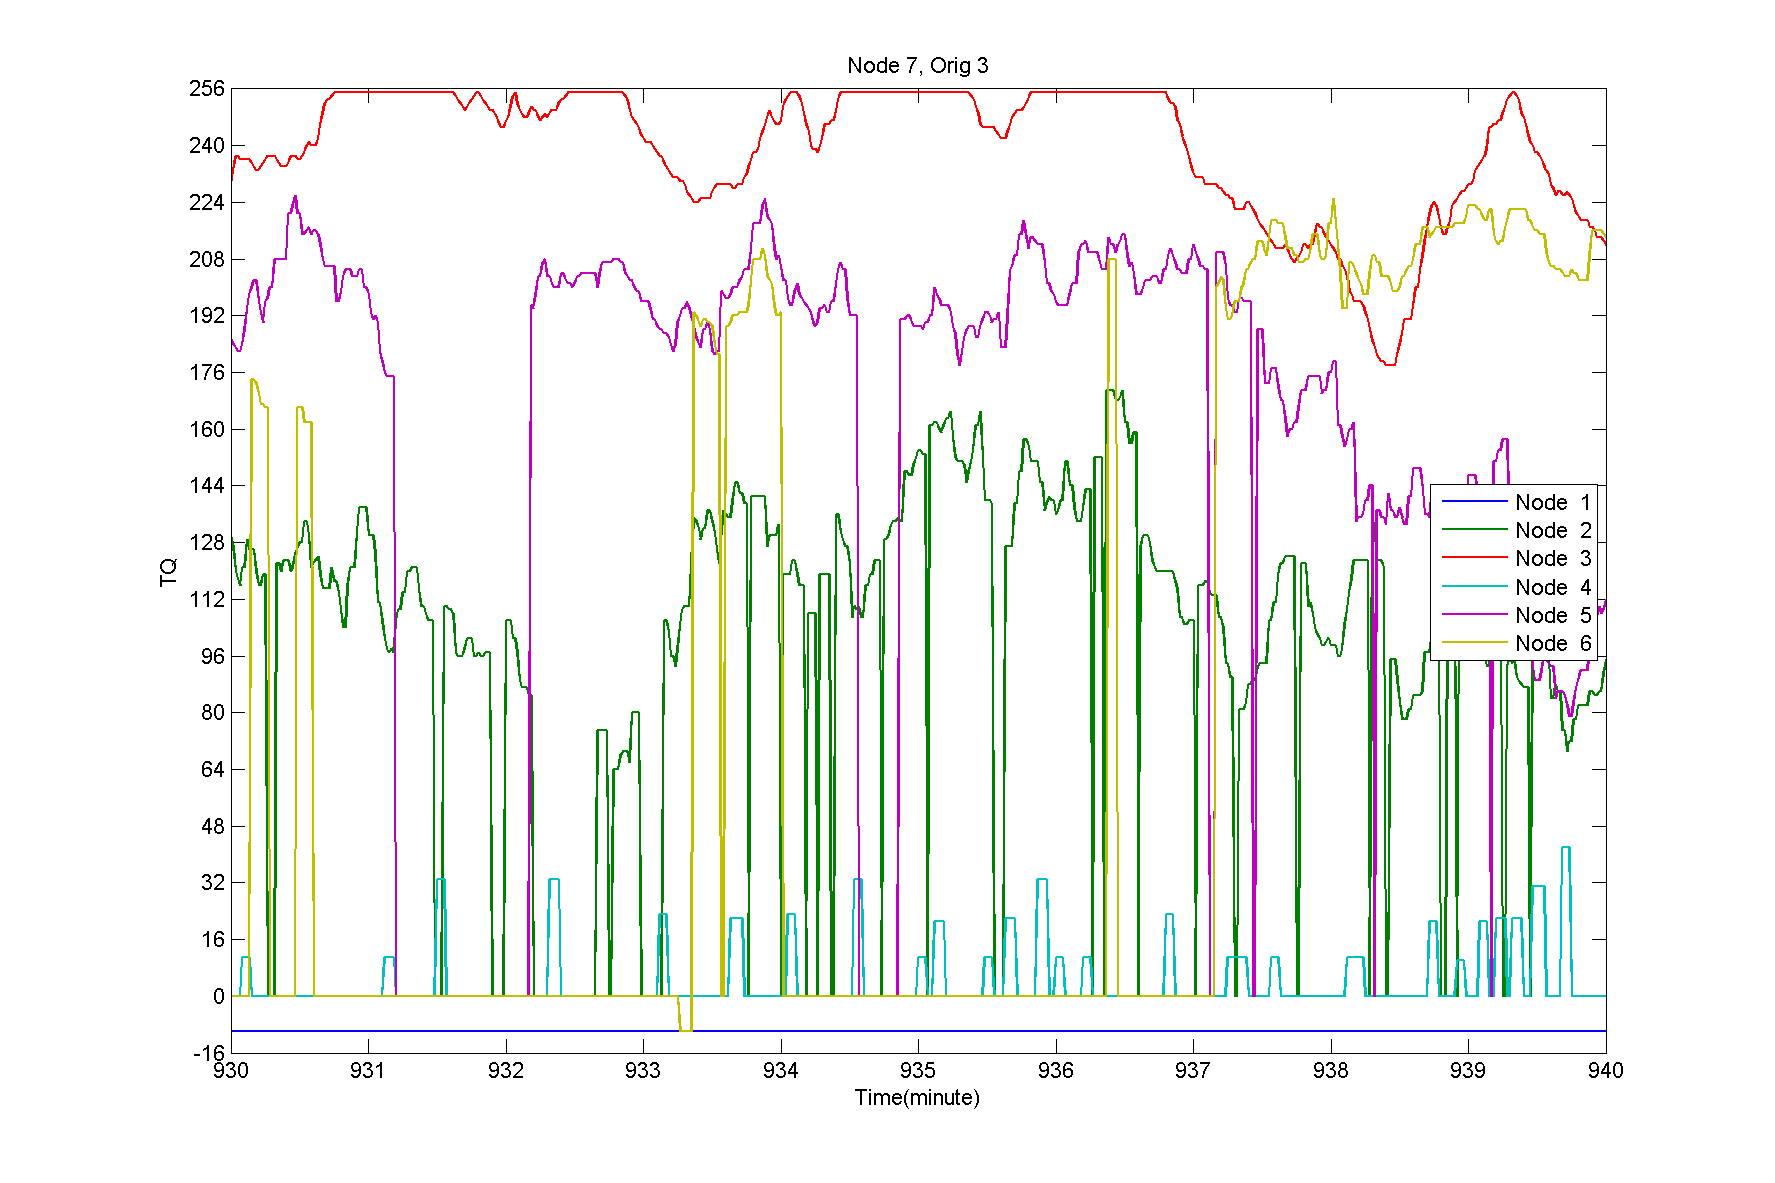 Node 7, Orig 3
256
240
224
208
192
176
160
144
128
112
96
80
64
48
32
16
0
-16
TQ
Node 1
Node 2
Node 3
Node 4
Node 5
Node 6
930 931 932 933 934 935 936 937 938 939 940
Time(minute)